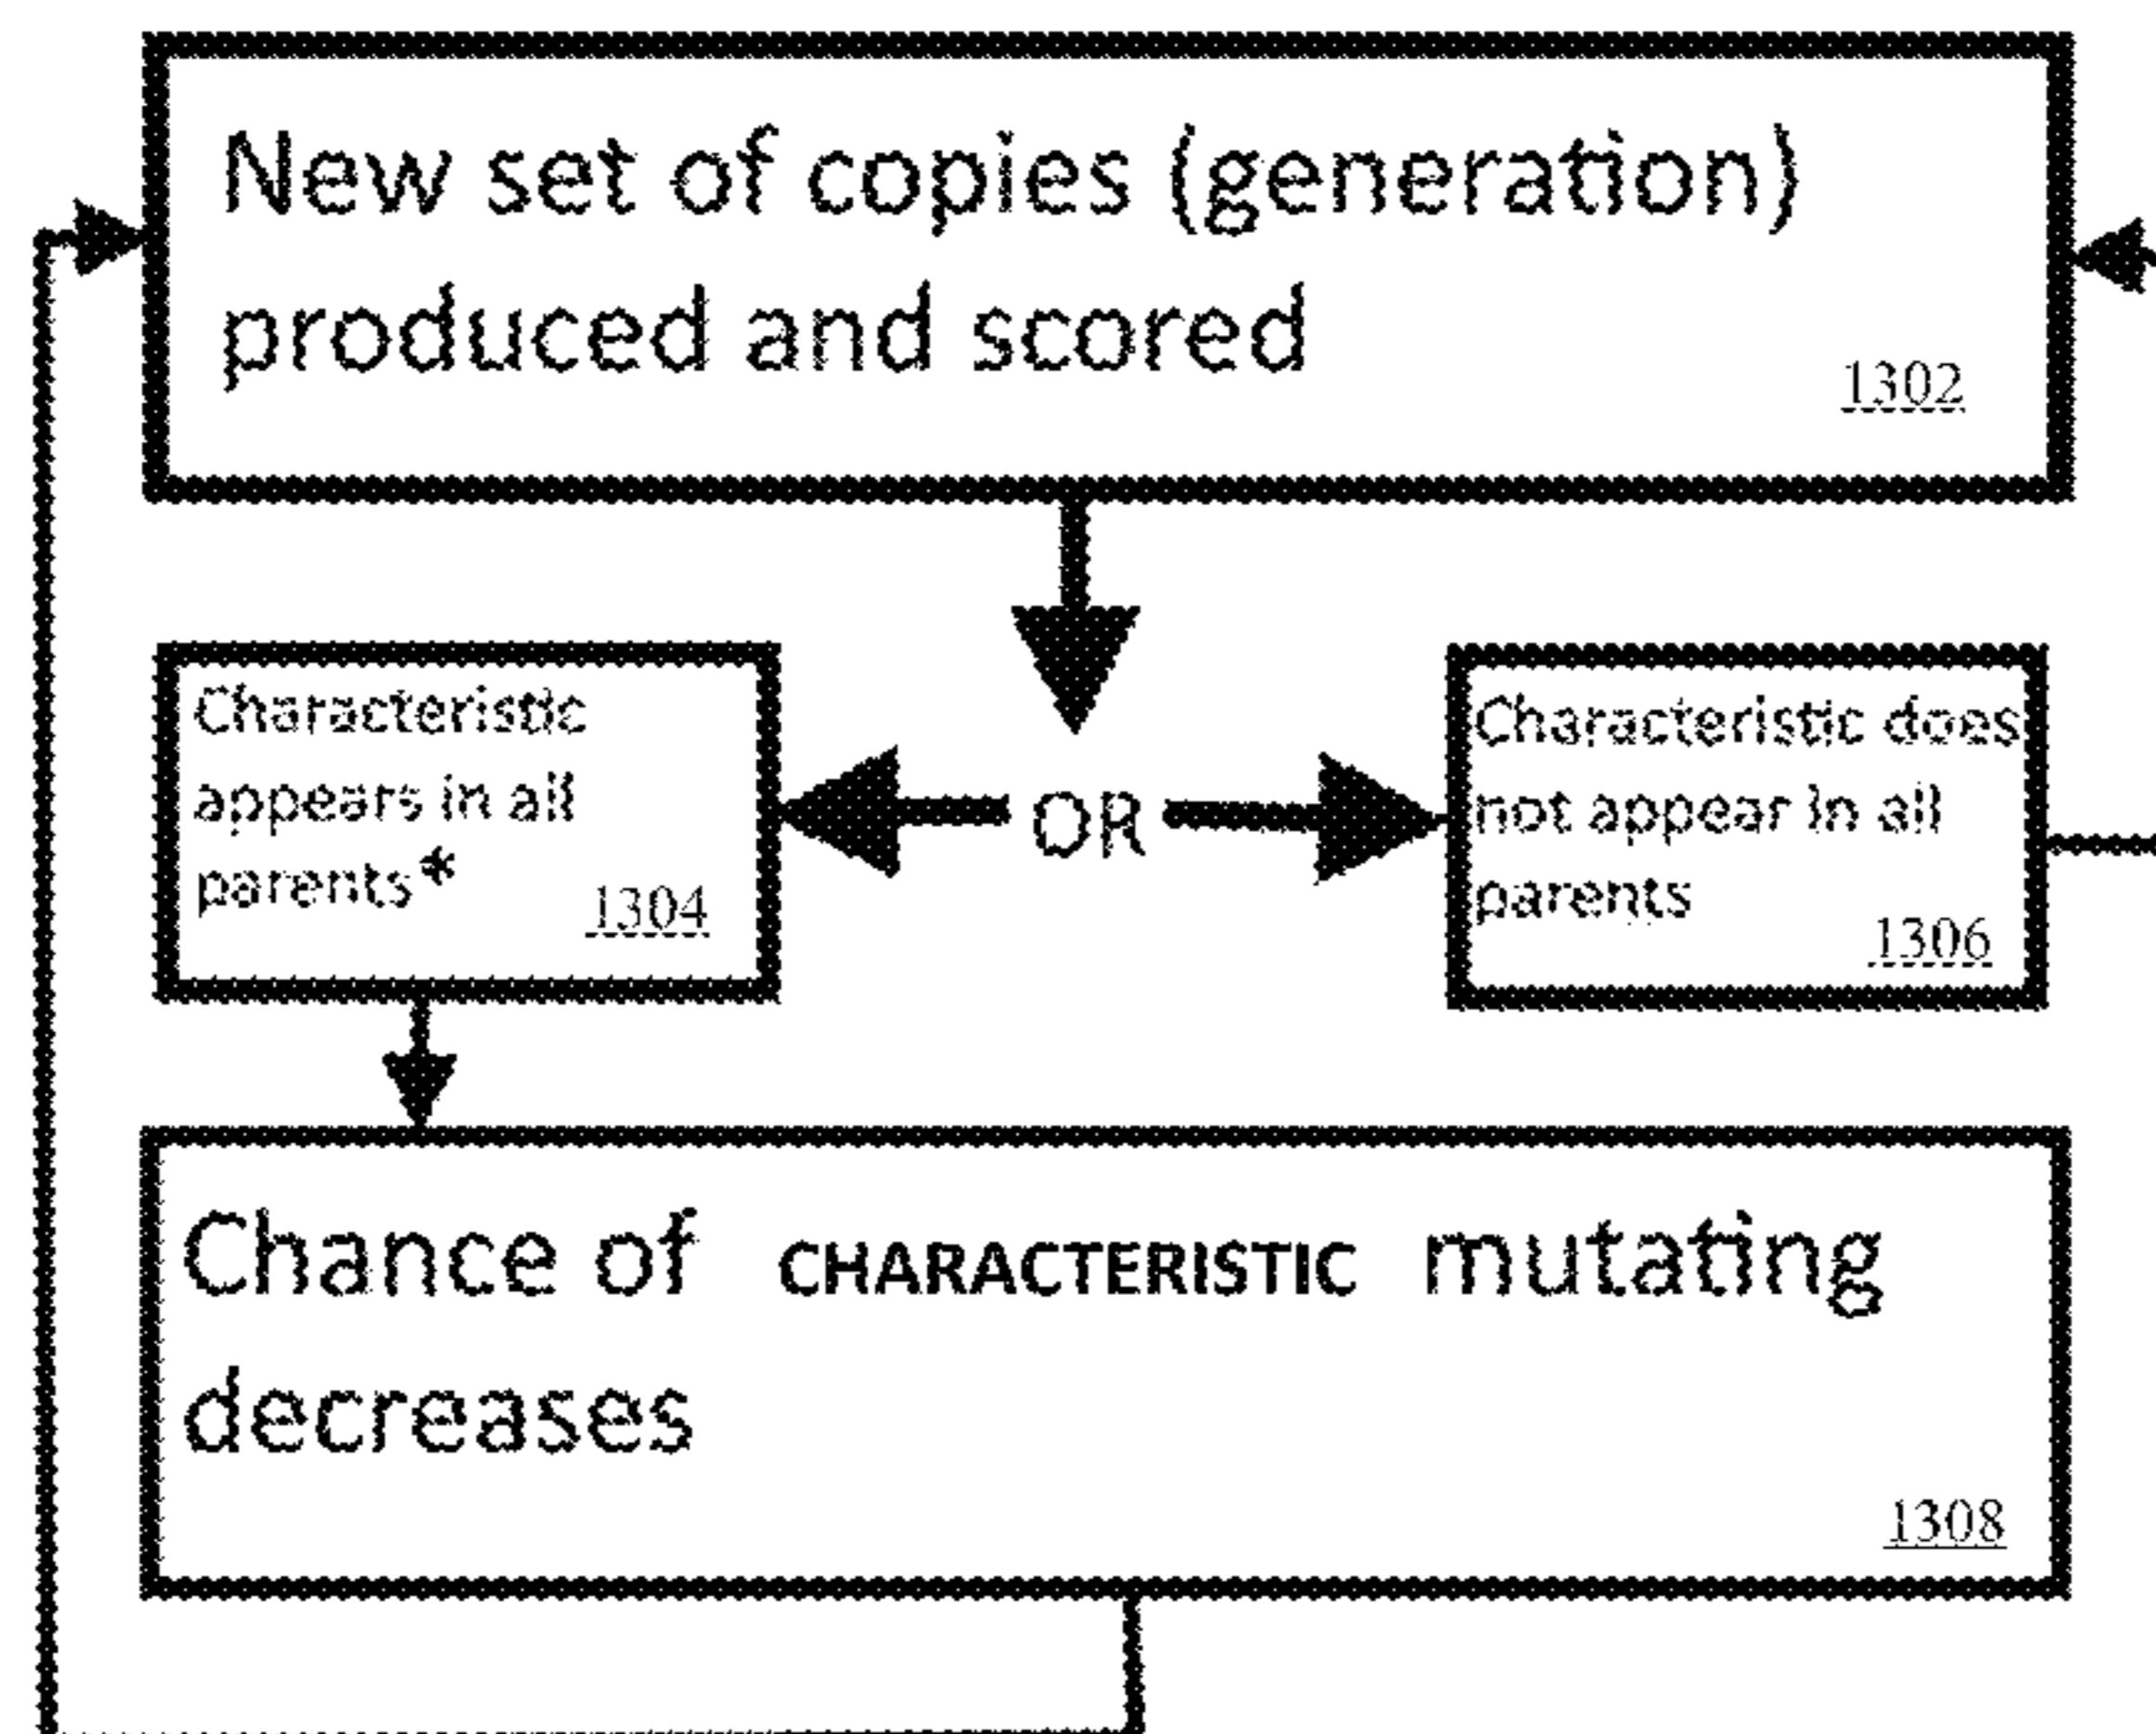 New set of copies (generation)
produced and scored
1302
Characteristic
appears in all
parents*
1304
OR
Characteristic does
not appear in all
parents
1306
Chance of CHARACTERISTIC mutating
decreases
1308